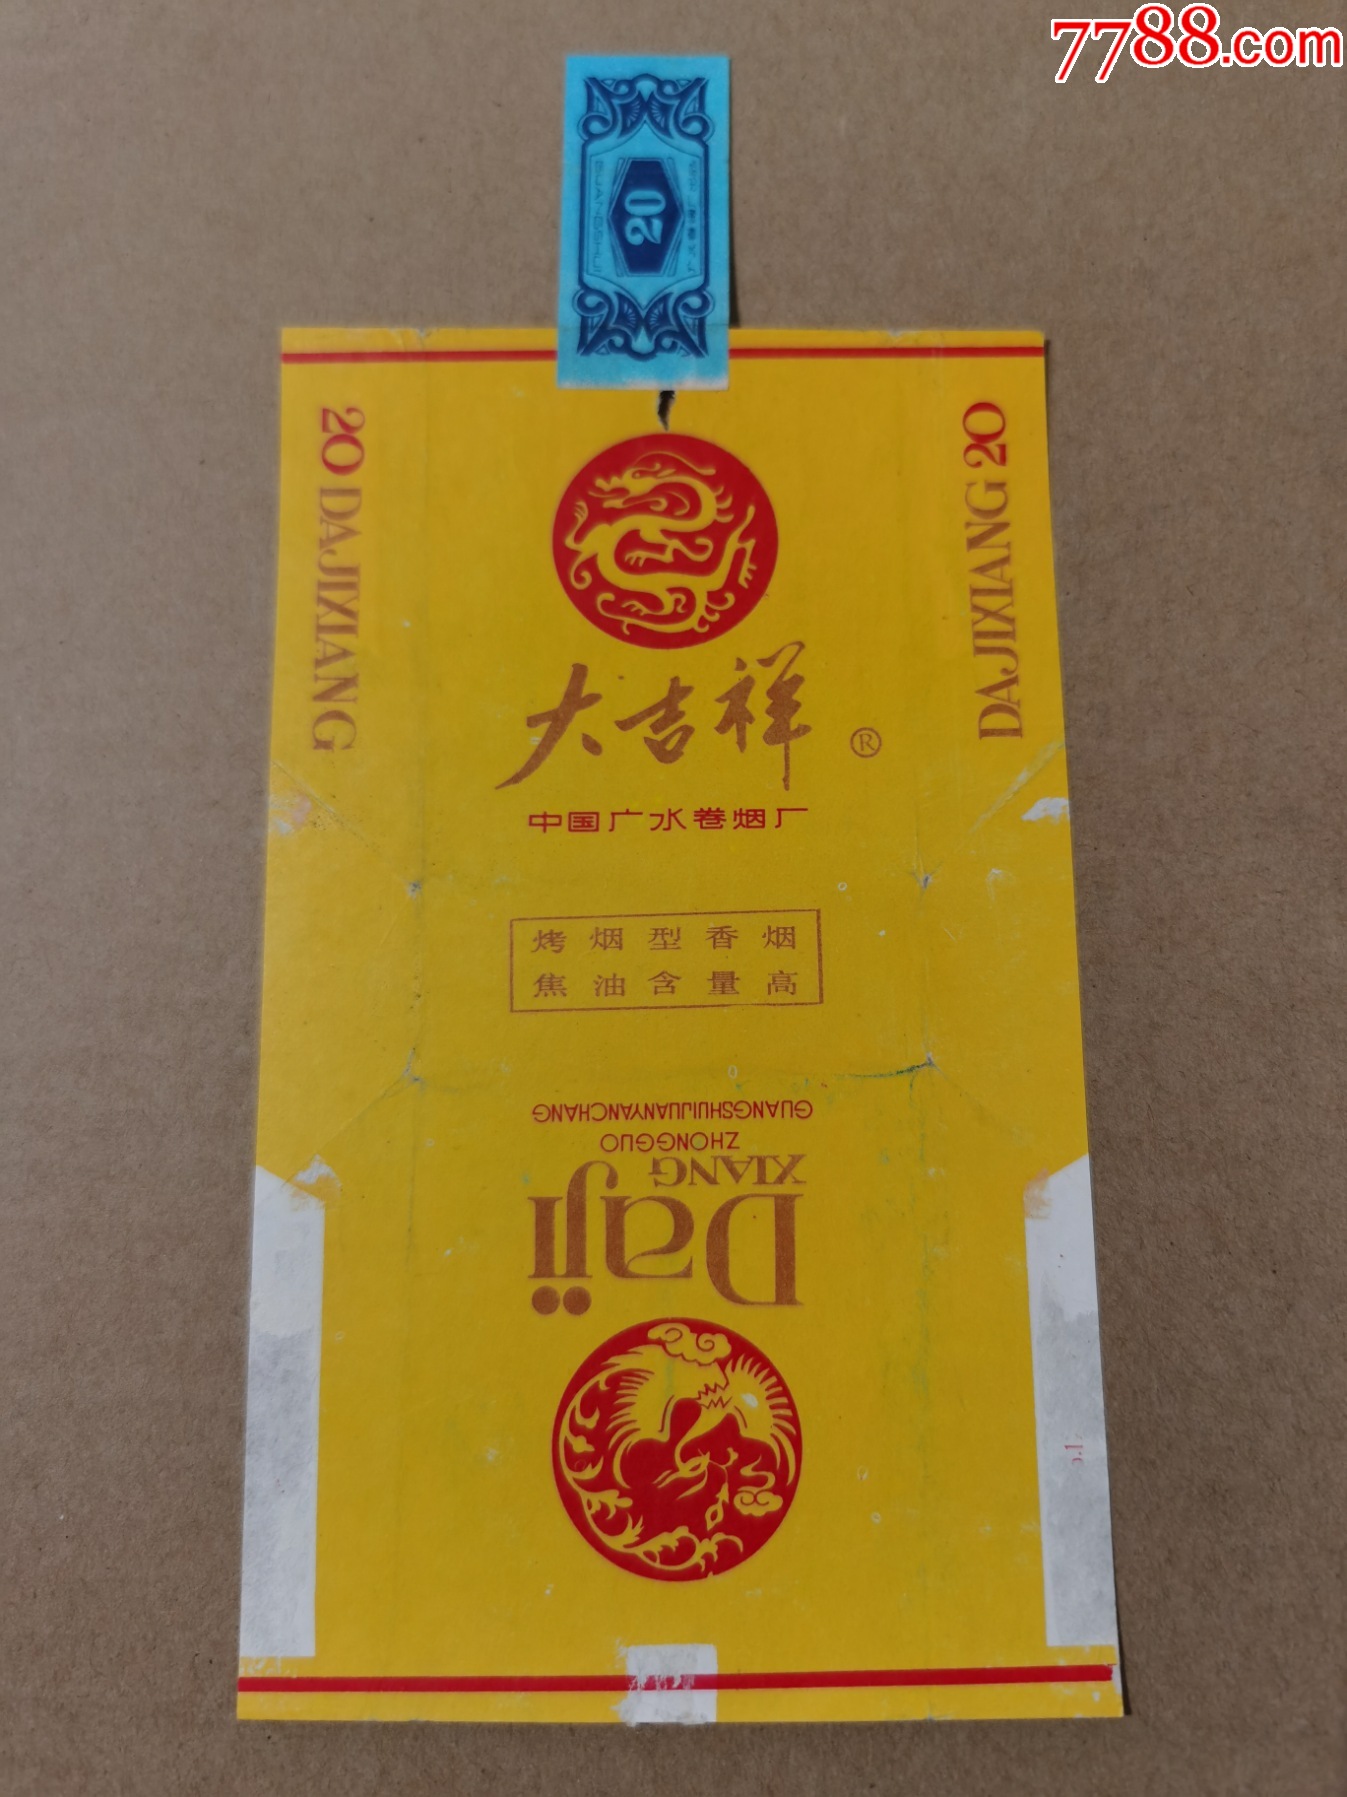 7788.com
20
20 DAJIXIANG
DAJIXIANG 20
大吉祥 ®
中国广水卷烟厂
烤烟型香烟
焦油含量高
GUANGSHUIJUANYANCHANG
ZHONGGUO
XIANG
Daji